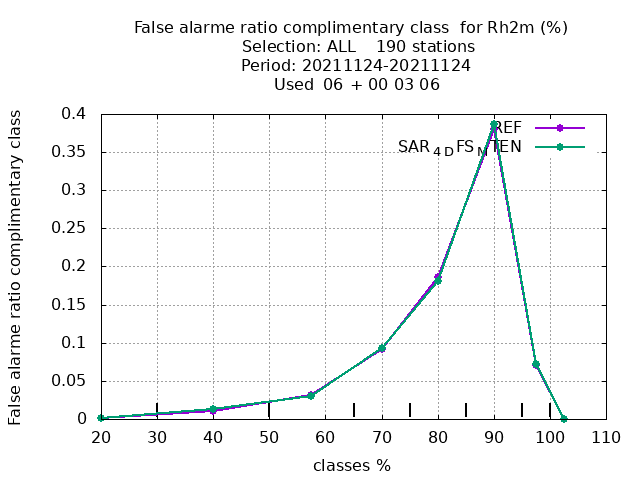 False alarme ratio complimentary class  for Rh2m (%)
Selection: ALL    190 stations
Period: 20211124-20211124
Used  06  + 00 03 06
False alarme ratio complimentary class
0.4
0.35
0.3
0.25
0.2
0.15
0.1
0.05
0
REF
SAR4DFSMTEN
20 30 40 50 60 70 80 90 100 110
classes %